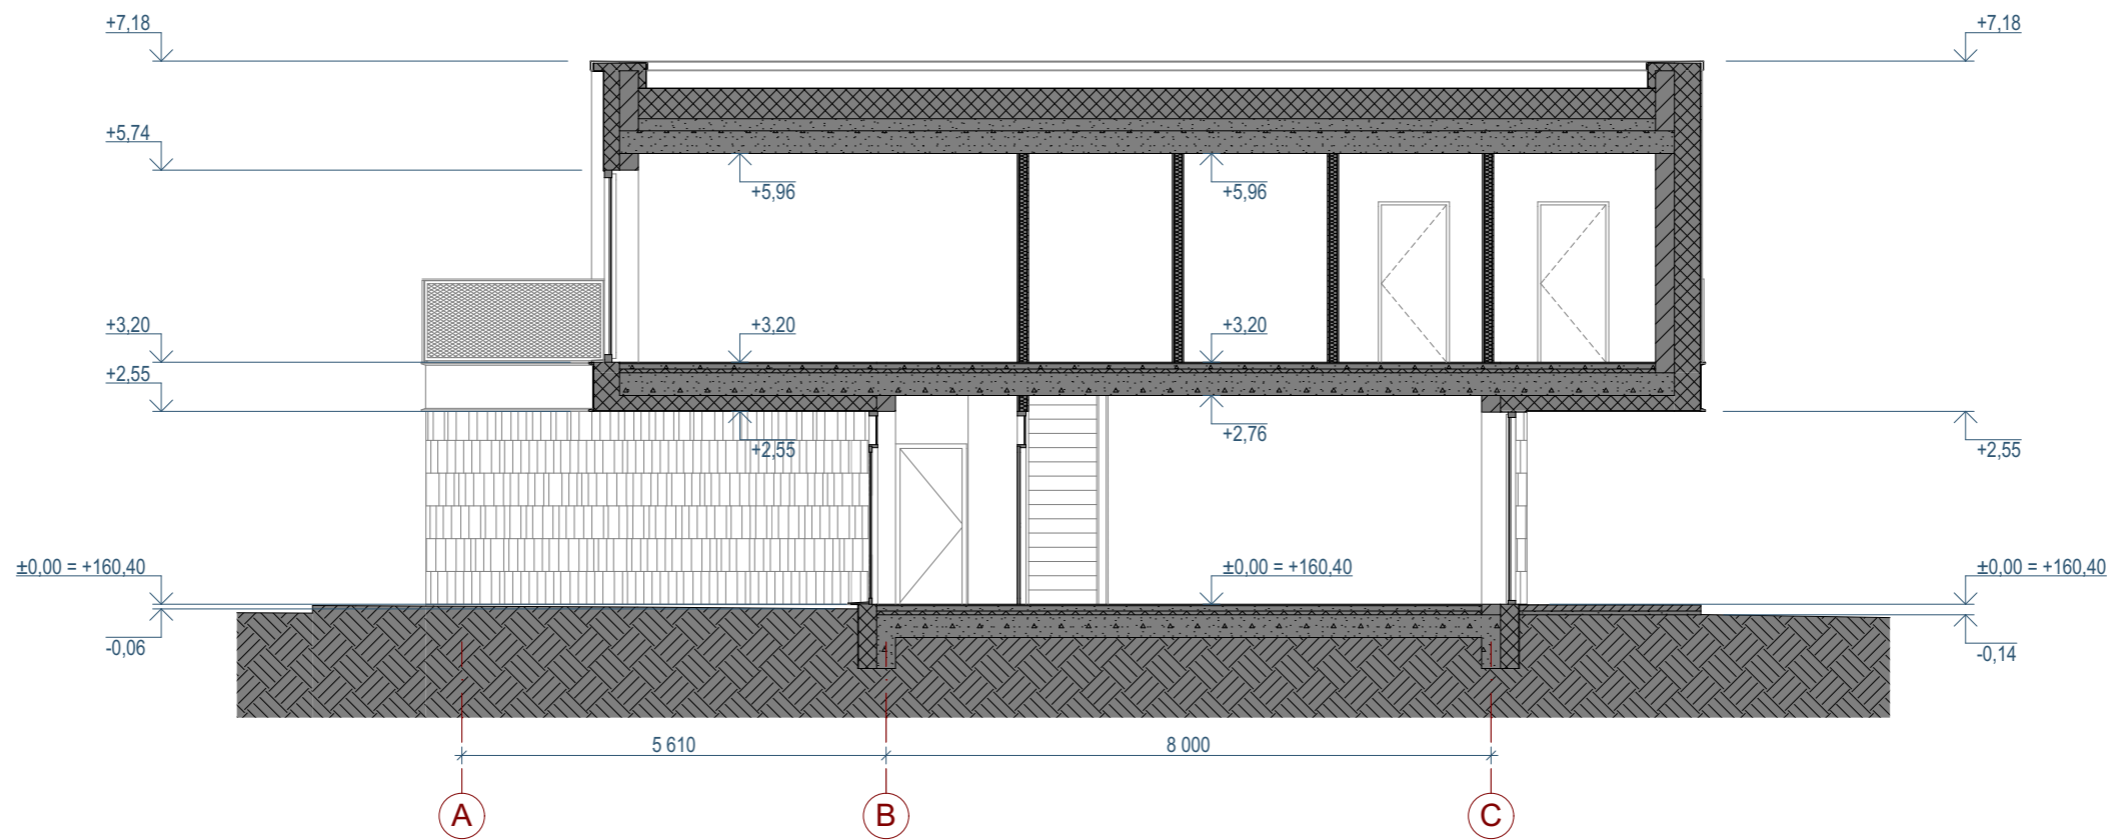 +7,18
+7,18
+5,74
+5,96
+5,96
+3,20
+3,20
+3,20
+2,55
+2,55
+2,76
+2,55
±0,00 = +160,40
±0,00 = +160,40
±0,00 = +160,40
-0,06
-0,14
5 610
8 000
A
B
C